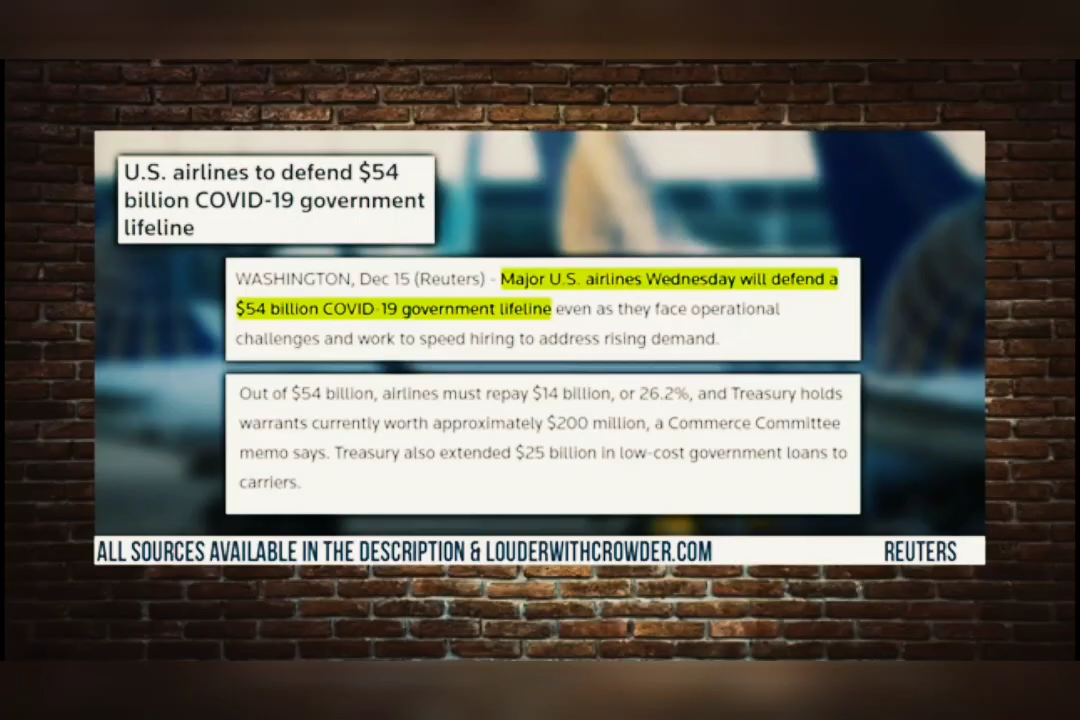 U.S. airlines to defend $54
billion COVID-19 government
lifeline
WASHINGTON, Dec 15 (Reuters) - Major U.S. airlines Wednesday will defend a
$54 billion COVID-19 government lifeline even as they face operational
challenges and work to speed hiring to address rising demand.
Out of $54 billion, airlines must repay $14 billion, or 26.2%, and Treasury holds
warrants currently worth approximately $200 million, a Commerce Committee
memo says. Treasury also extended $25 billion in low-cost government loans to
carriers.
ALL SOURCES AVAILABLE IN THE DESCRIPTION & LOUDERWITHCROWDER.COM
REUTERS